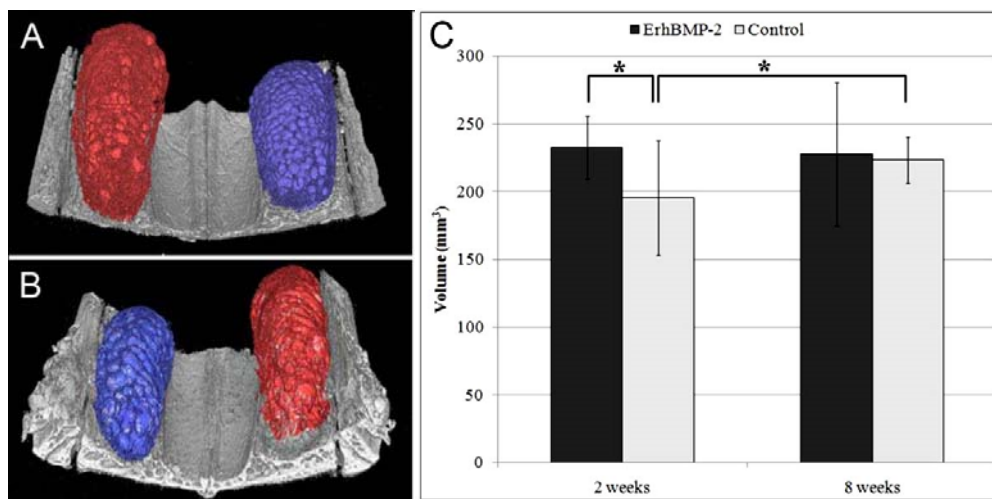 A
B
C
ErhBMP-2 Control
300
250
200
150
100
50
0
Volume (mm³)
*
*
2 weeks
8 weeks